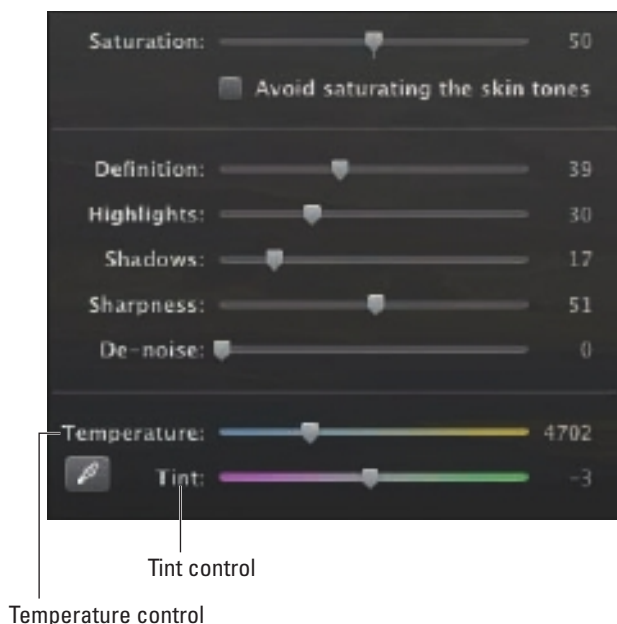 Saturation: 50
Avoid saturating the skin tones
Definition: 39
Highlights: 30
Shadows: 17
Sharpness: 51
De-noise: 0
Temperature: 4702
Tint: -3
Tint control
Temperature control